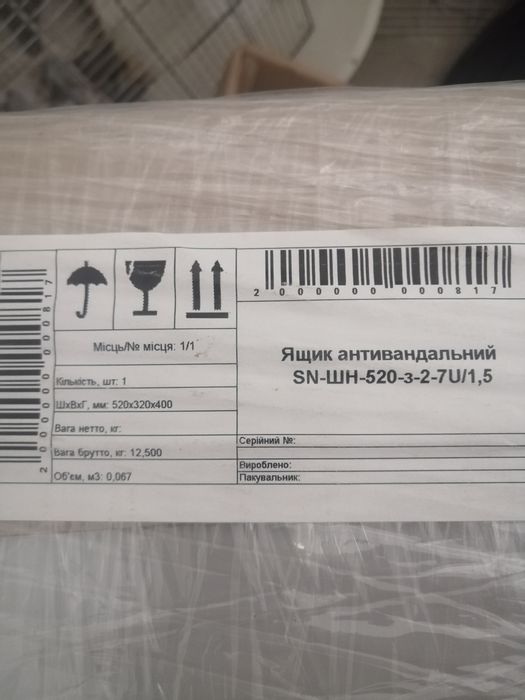 2 000000 000817
2 000000 000817
Місць/№ місця: 1/1
Кількість, шт: 1
ШхВхГ, мм: 520x320x400
Вага нетто, кг:
Вага брутто, кг: 12,500
Об'єм, м3: 0,067
Ящик антивандальний
SN-ШН-520-з-2-7U/1,5
Серійний №:
Вироблено:
Пакувальник: